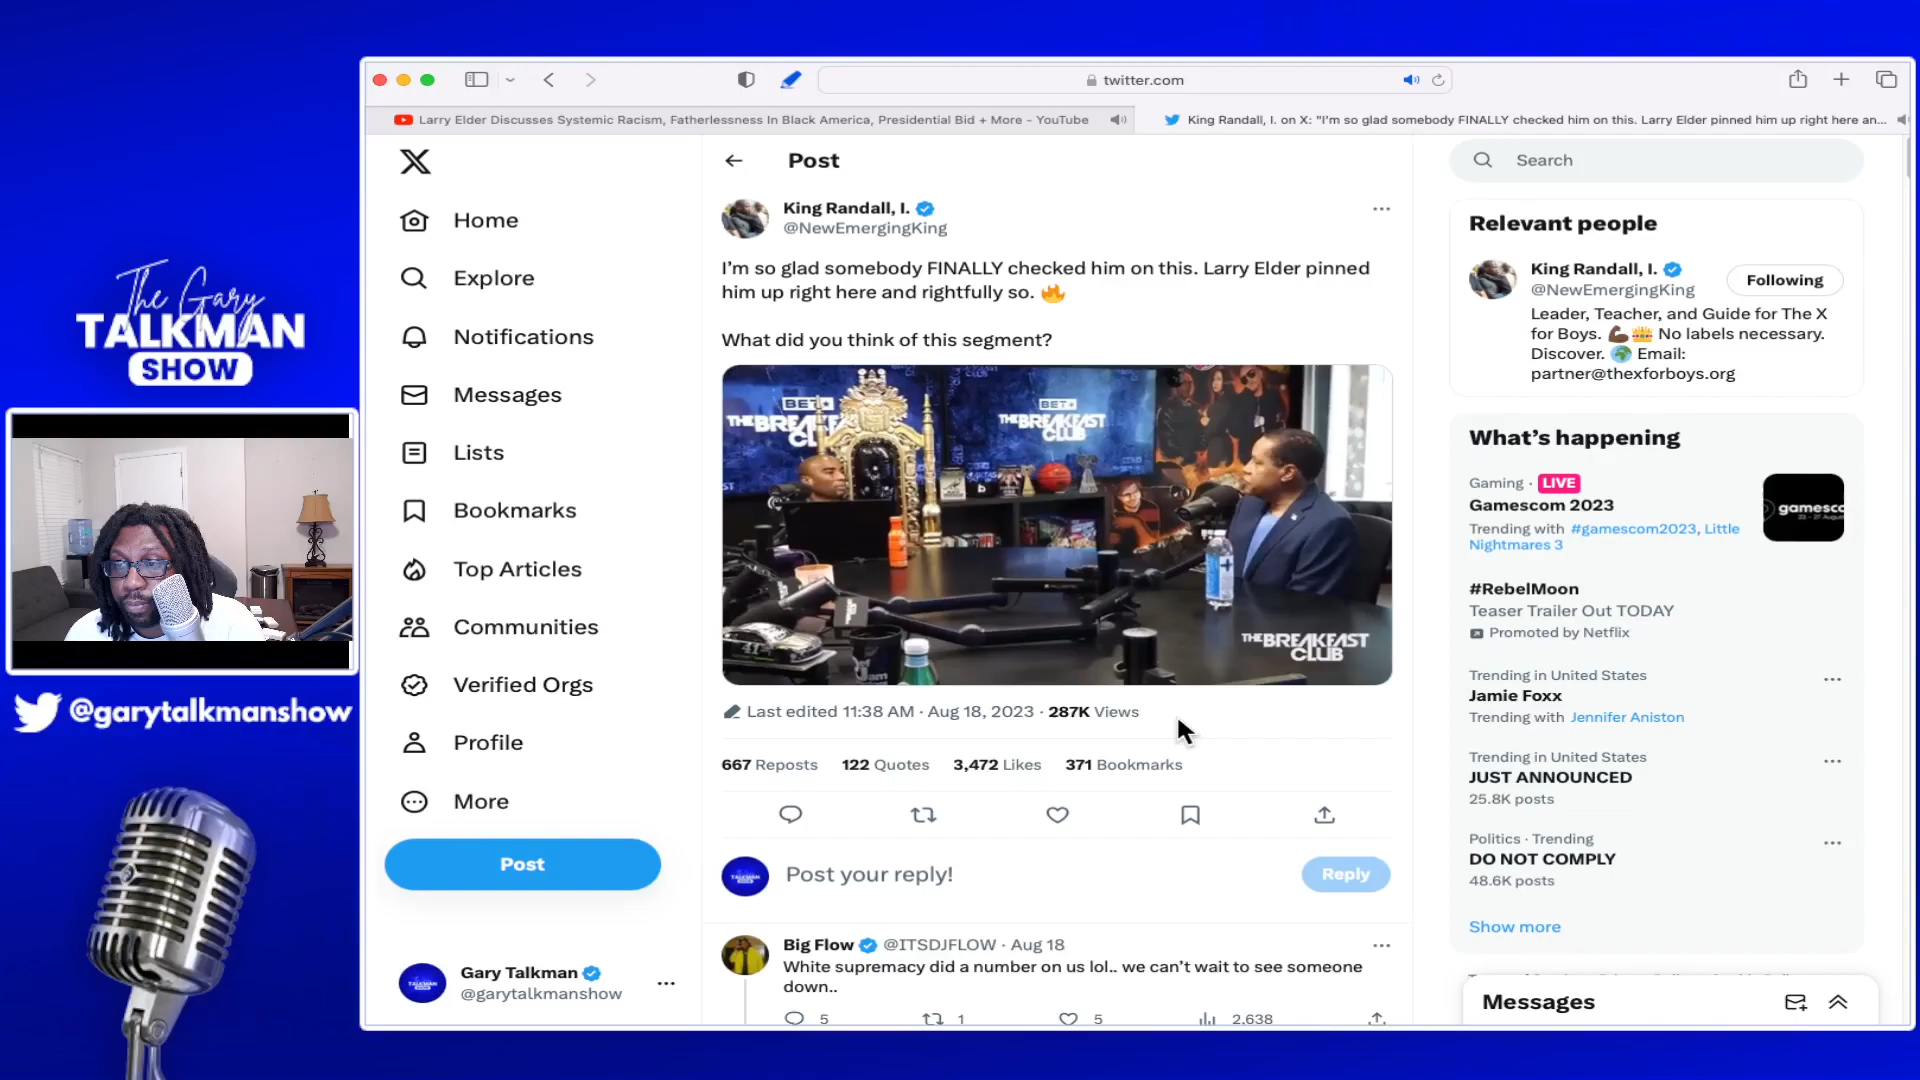 twitter.com
Larry Elder Discusses Systemic Racism, Fatherlessness In Black America, Presidential Bid + More - YouTube
King Randall, I. on X: "I'm so glad somebody FINALLY checked him on this. Larry Elder pinned him up right here an...
The Gary
TALKMAN
SHOW
@garytalkmanshow
Home
Explore
Notifications
Messages
Lists
Bookmarks
Top Articles
Communities
Verified Orgs
Profile
More
Post
Gary Talkman
@garytalkmanshow
Post
King Randall, I.
@NewEmergingKing
I'm so glad somebody FINALLY checked him on this. Larry Elder pinned
him up right here and rightfully so. 🔥
What did you think of this segment?
BET
THE BREAKFAST
CL
BET
THE BREAKFAST
CLUB
41
THE BREAKFAST
CLUB
Last edited 11:38 AM · Aug 18, 2023 · 287K Views
667 Reposts 122 Quotes 3,472 Likes 371 Bookmarks
Post your reply!
Reply
Big Flow @ITSDJFLOW · Aug 18
White supremacy did a number on us lol.. we can't wait to see someone
down..
5 1 5 2,638
Search
Relevant people
King Randall, I.
@NewEmergingKing
Following
Leader, Teacher, and Guide for The X
for Boys. 💪🏿👑 No labels necessary.
Discover. 🌍 Email:
partner@thexforboys.org
What's happening
Gaming · LIVE
Gamescom 2023
Trending with #gamescom2023, Little
Nightmares 3
gamesco
#RebelMoon
Teaser Trailer Out TODAY
Promoted by Netflix
Trending in United States
Jamie Foxx
Trending with Jennifer Aniston
Trending in United States
JUST ANNOUNCED
25.8K posts
Politics · Trending
DO NOT COMPLY
48.6K posts
Show more
Messages